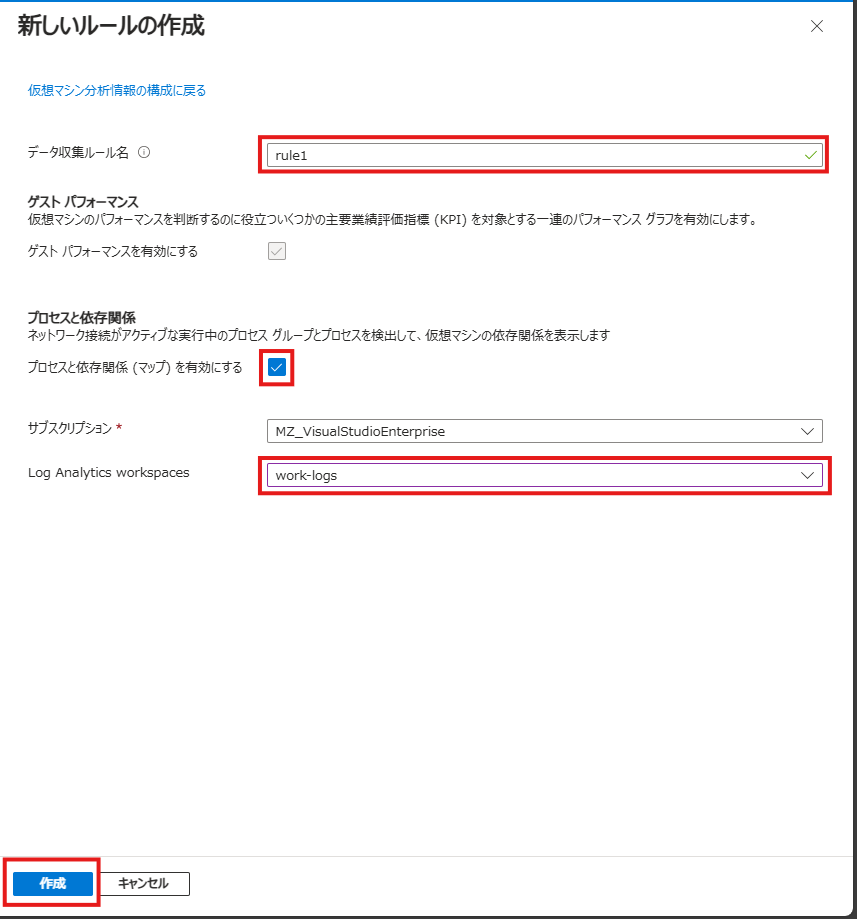 新しいルールの作成
仮想マシン分析情報の構成に戻る
データ収集ルール名
rule1
ゲスト パフォーマンス
仮想マシンのパフォーマンスを判断するのに役立ついくつかの主要業績評価指標 (KPI) を対象とする一連のパフォーマンス グラフを有効にします。
ゲスト パフォーマンスを有効にする
プロセスと依存関係
ネットワーク接続がアクティブな実行中のプロセス グループとプロセスを検出して、仮想マシンの依存関係を表示します
プロセスと依存関係 (マップ) を有効にする
サブスクリプション *
MZ_VisualStudioEnterprise
Log Analytics workspaces
work-logs
作成
キャンセル